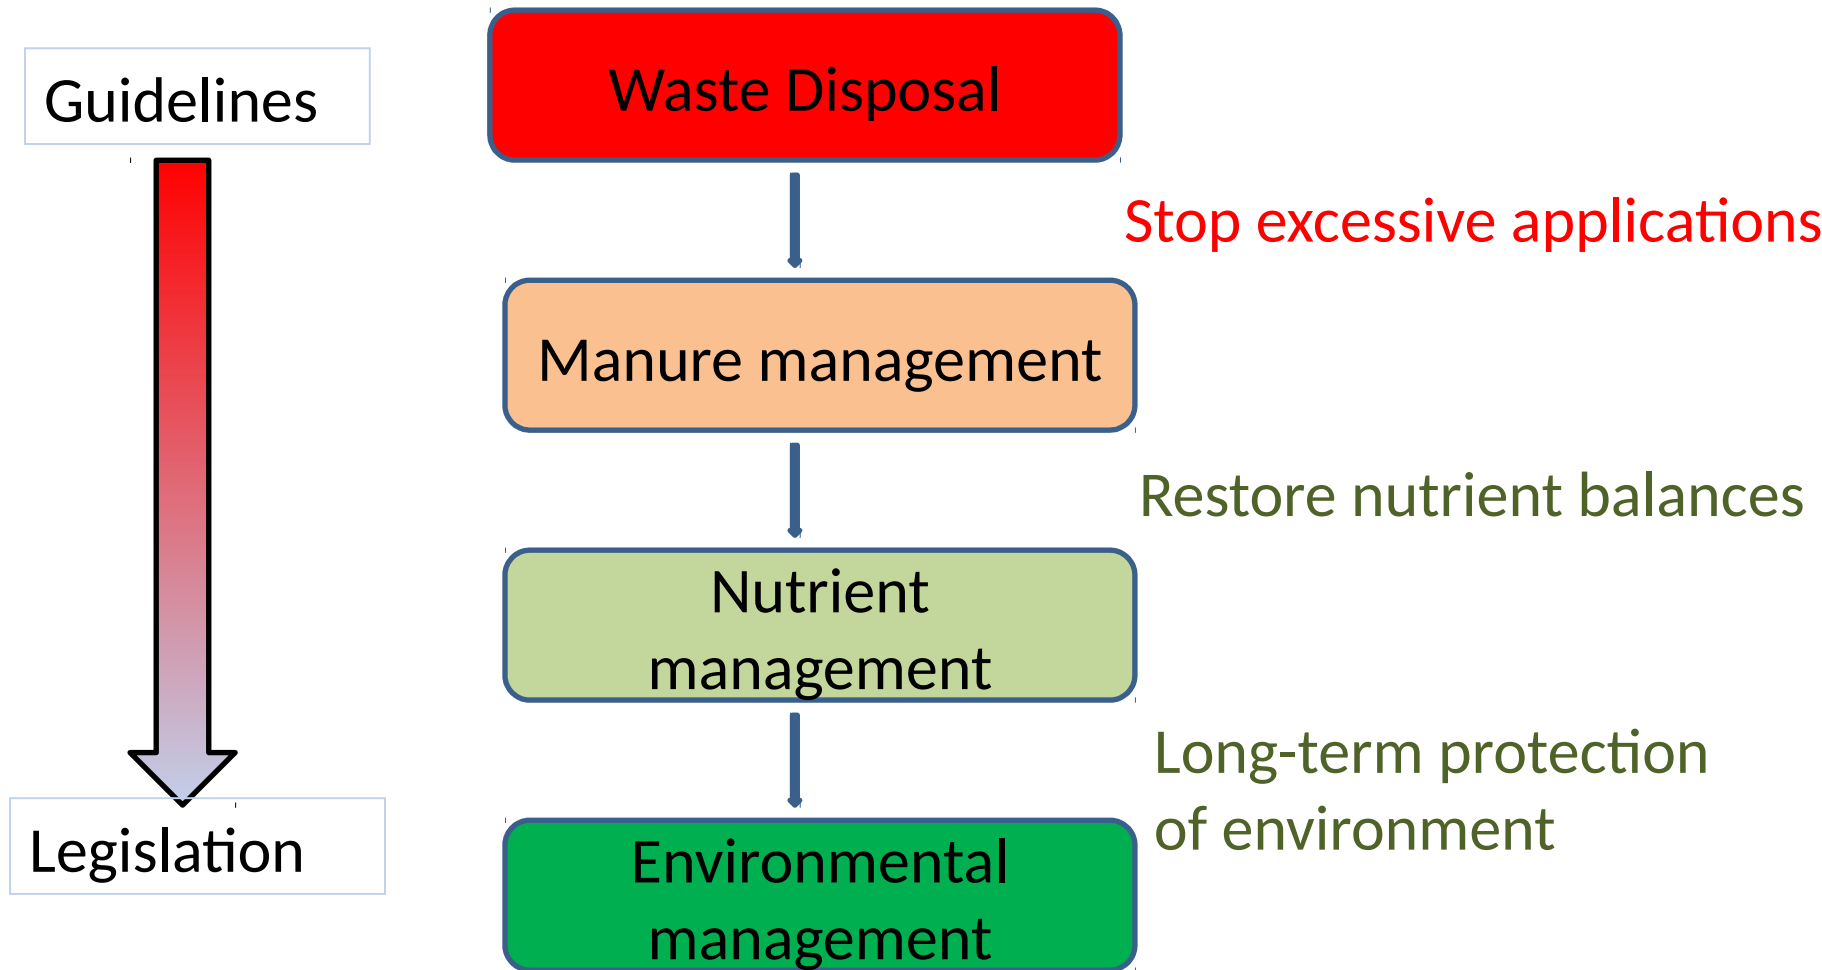 Guidelines
Waste Disposal
Stop excessive applications
Manure management
Restore nutrient balances
Nutrient
management
Long-term protection
of environment
Legislation
Environmental
management